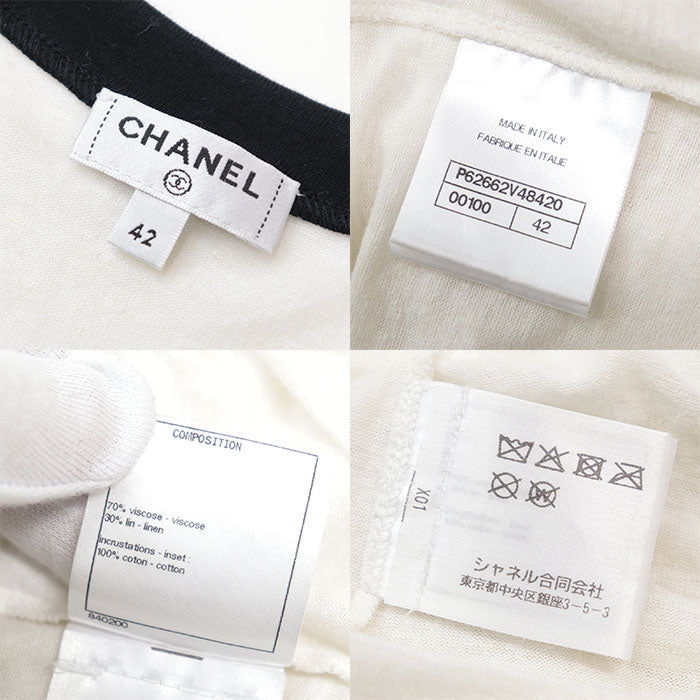 CHANEL
42
MADE IN ITALY
FABRIQUE EN ITALIE
P62662V48420
00100 42
COMPOSITION
70% viscose - viscose
30% lin - linen
incrustations - inset :
100% coton - cotton
840200
X01
W
シャネル合同会社
東京都中央区銀座3-5-3